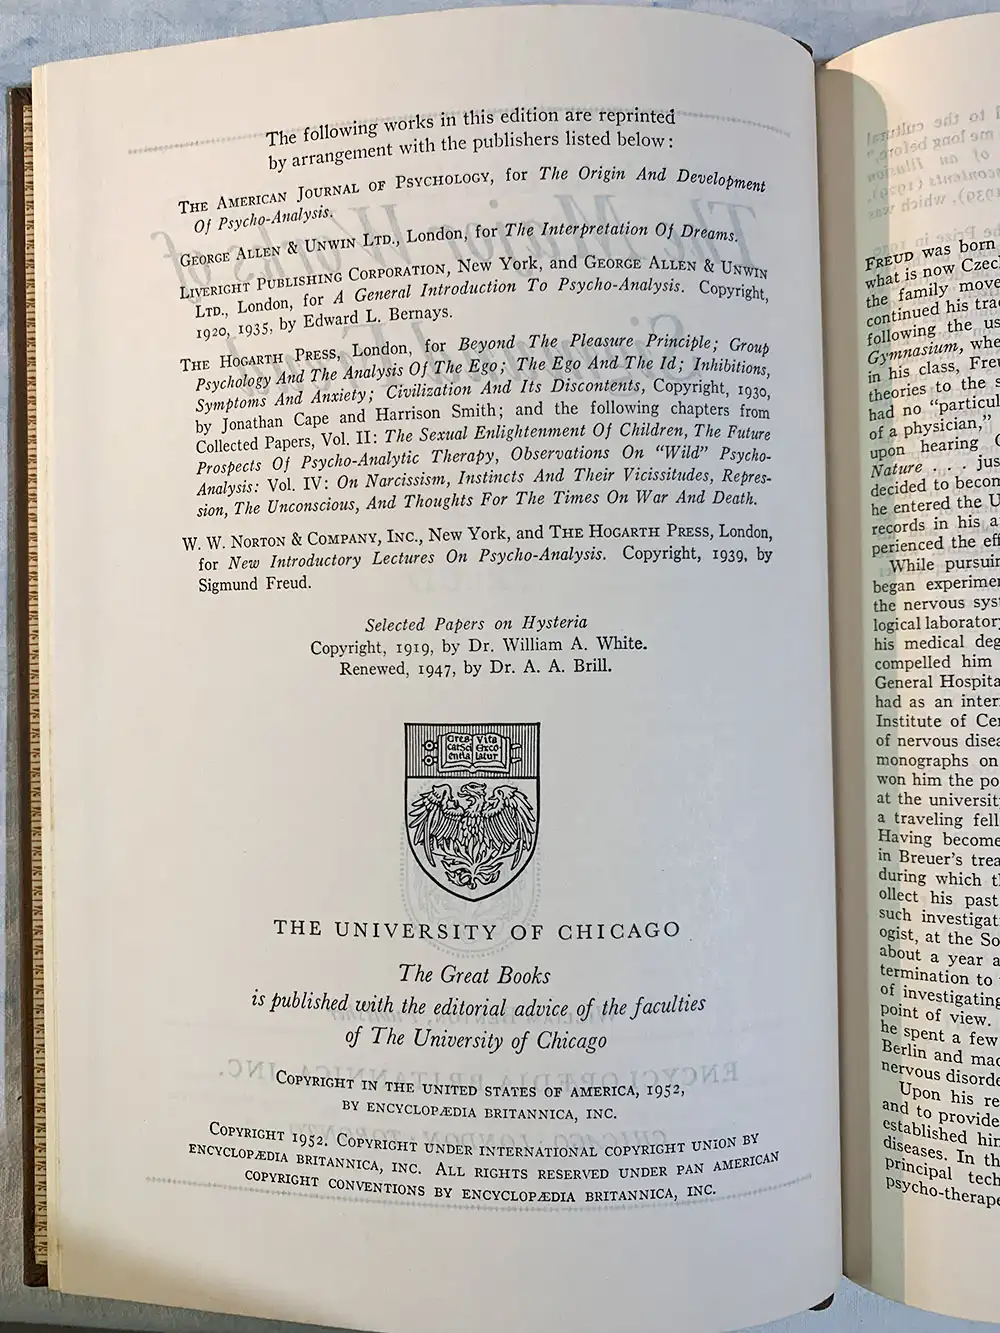 The following works in this edition are reprinted
by arrangement with the publishers listed below:
The American Journal of Psychology, for The Origin And Development
Of Psycho-Analysis.
George Allen & Unwin Ltd., London, for The Interpretation Of Dreams.
Liveright Publishing Corporation, New York, and George Allen & Unwin
Ltd., London, for A General Introduction To Psycho-Analysis. Copyright,
1920, 1935, by Edward L. Bernays.
The Hogarth Press, London, for Beyond The Pleasure Principle; Group
Psychology And The Analysis Of The Ego; The Ego And The Id; Inhibitions,
Symptoms And Anxiety; Civilization And Its Discontents, Copyright, 1930,
by Jonathan Cape and Harrison Smith; and the following chapters from
Collected Papers, Vol. II: The Sexual Enlightenment Of Children, The Future
Prospects Of Psycho-Analytic Therapy, Observations On "Wild" Psycho-
Analysis: Vol. IV: On Narcissism, Instincts And Their Vicissitudes, Repres-
sion, The Unconscious, And Thoughts For The Times On War And Death.
W. W. Norton & Company, Inc., New York, and The Hogarth Press, London,
for New Introductory Lectures On Psycho-Analysis. Copyright, 1939, by
Sigmund Freud.
Selected Papers on Hysteria
Copyright, 1919, by Dr. William A. White.
Renewed, 1947, by Dr. A. A. Brill.
Cres Vita
catSci Exco
entia latur
THE UNIVERSITY OF CHICAGO
The Great Books
is published with the editorial advice of the faculties
of The University of Chicago
Copyright in the United States of America, 1952,
by Encyclopædia Britannica, Inc.
Copyright 1952. Copyright under International Copyright Union by
Encyclopædia Britannica, Inc. All rights reserved under Pan American
Copyright Conventions by Encyclopædia Britannica, Inc.
Freud was born
what is now Czec
the family move
continued his tra
following the us
Gymnasium, whe
in his class, Freu
theories to the s
had no "particul
of a physician,"
upon hearing
Nature . . . jus
decided to becom
he entered the U
records in his a
perienced the eff
While pursuin
began experimen
the nervous syst
logical laboratory
his medical deg
compelled him
General Hospita
had as an inter
Institute of Cer
of nervous disea
monographs on
won him the po
at the universit
a traveling fell
Having become
in Breuer's trea
during which t
ollect his past
such investigat
ogist, at the So
about a year a
termination to
of investigating
point of view.
he spent a few
Berlin and mad
nervous disorde
Upon his re
and to provide
established him
diseases. In th
principal tech
psycho-therape